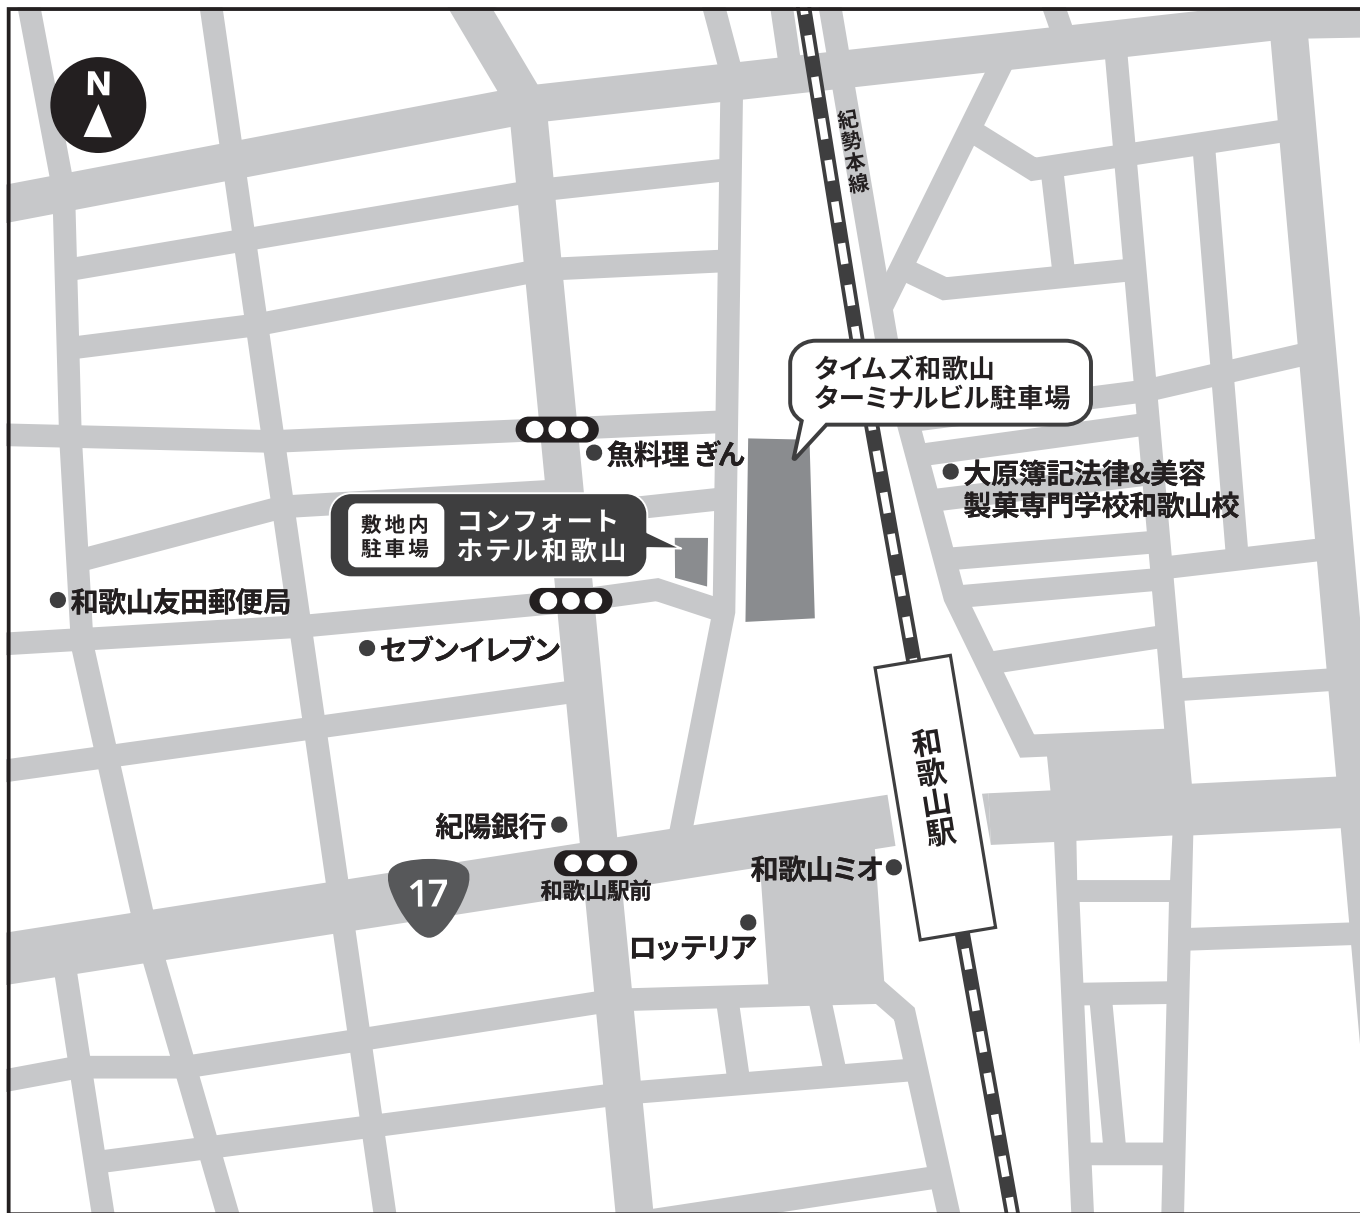 N
紀勢本線
タイムズ和歌山
ターミナルビル駐車場
魚料理 ぎん
大原簿記法律&美容
製菓専門学校和歌山校
敷地内
駐車場
コンフォート
ホテル和歌山
和歌山友田郵便局
セブンイレブン
和歌山駅
紀陽銀行
和歌山駅前
和歌山ミオ
17
ロッテリア